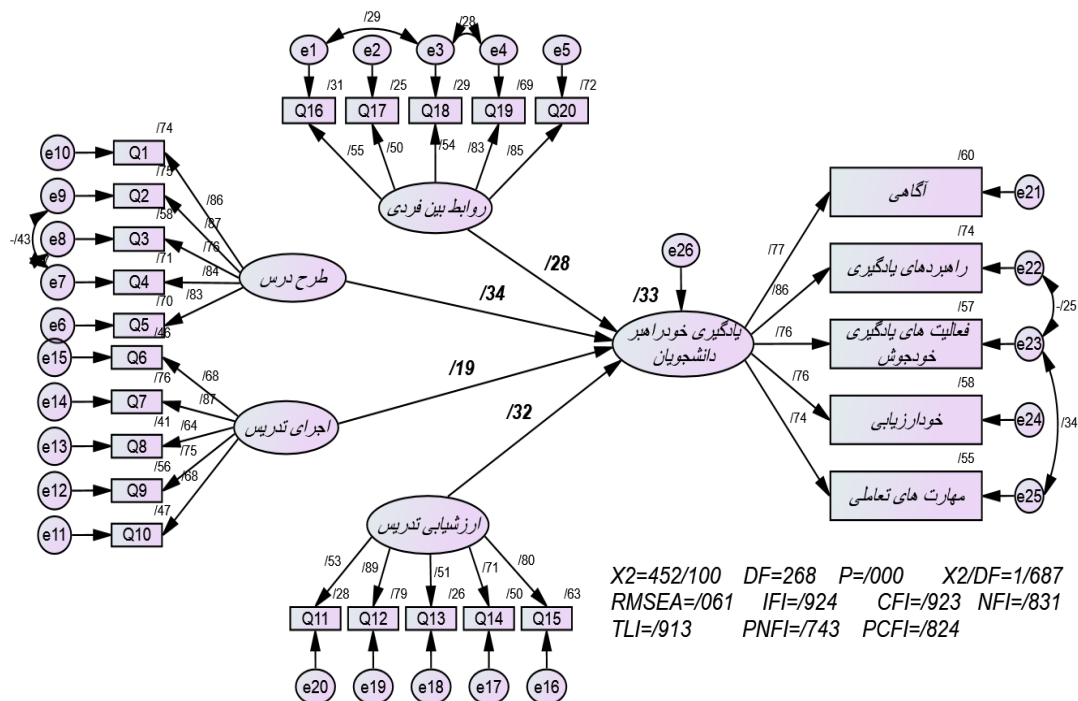 /29
/28
e1
e2
e3
e4
e5
/31
/25
/29
/69
/72
Q16
Q17
Q18
Q19
Q20
/55
/50
/54
/83
/85
روابط بین فردی
/28
e10
/74
Q1
e9
/75
Q2
e8
/58
Q3
e7
/71
Q4
e6
/70
Q5
-/43
/86
/87
/76
/84
/83
طرح درس
/34
e15
/46
Q6
e14
/76
Q7
e13
/41
Q8
e12
/56
Q9
e11
/47
Q10
/68
/87
/64
/75
/68
اجرای تدریس
/19
ارزشیابی تدریس
/32
/53
/89
/51
/71
/80
/28
/79
/26
/50
/63
Q11
Q12
Q13
Q14
Q15
e20
e19
e18
e17
e16
e26
/33
یادگیری خودراهبر
دانشجویان
/77
/86
/76
/76
/74
/60
آگاهی
e21
/74
راهبردهای یادگیری
e22
/57
فعالیت های یادگیری
خودجوش
e23
/58
خودارزیابی
e24
/55
مهارت های تعاملی
e25
-/25
/34
X2=452/100 DF=268 P=/000 X2/DF=1/687
RMSEA=/061 IFI=/924 CFI=/923 NFI=/831
TLI=/913 PNFI=/743 PCFI=/824